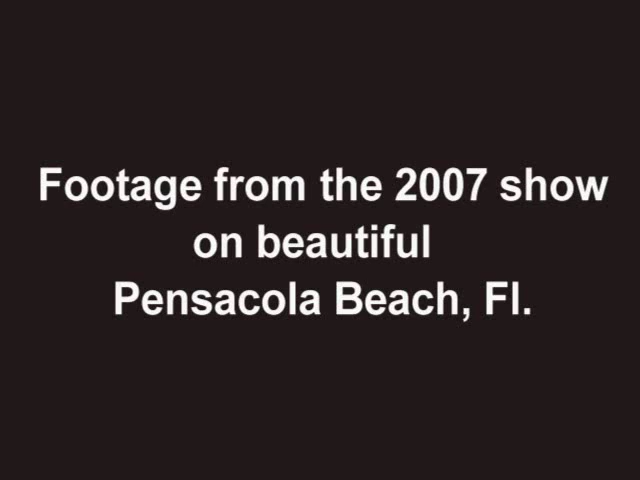 Footage from the 2007 show
on beautiful
Pensacola Beach, Fl.